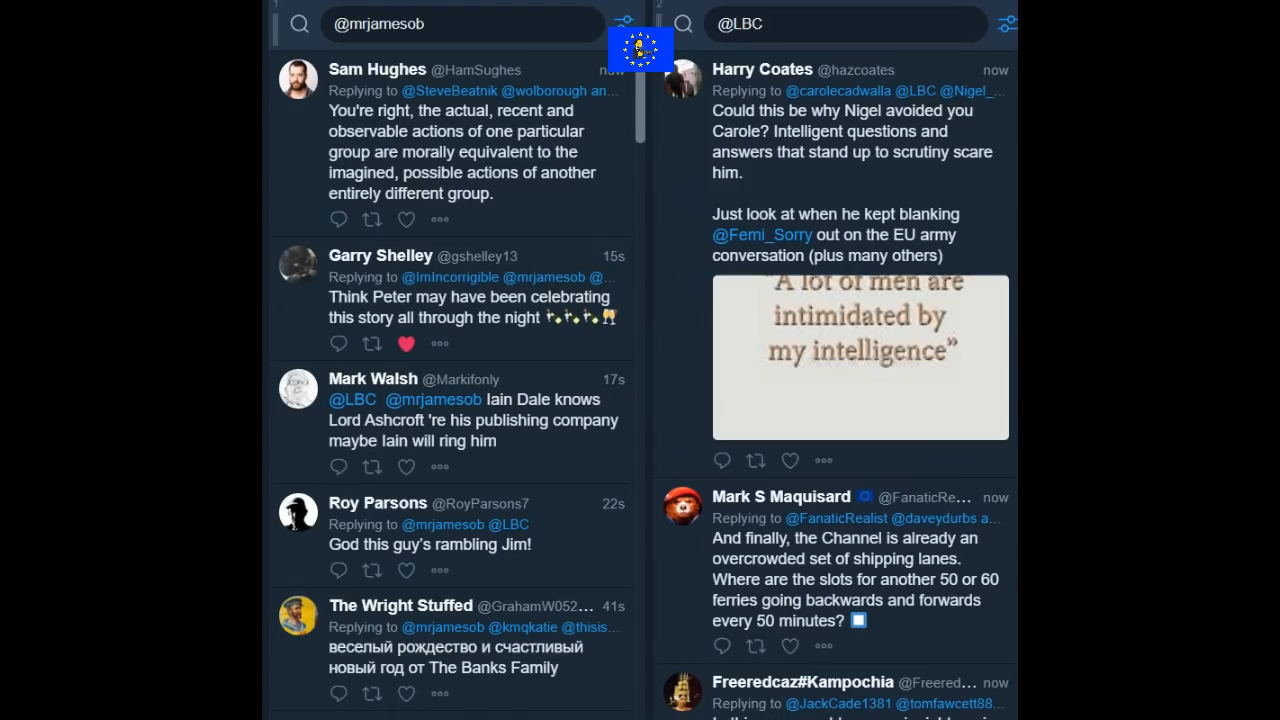 1
@mrjamesob
Sam Hughes @HamSughes now
Replying to @SteveBeatnik @wolborough an...
You're right, the actual, recent and
observable actions of one particular
group are morally equivalent to the
imagined, possible actions of another
entirely different group.
Garry Shelley @gshelley13 15s
Replying to @ImIncorrigible @mrjamesob @...
Think Peter may have been celebrating
this story all through the night 🍾🍾🍾🥂
Mark Walsh @Markifonly 17s
@LBC @mrjamesob Iain Dale knows
Lord Ashcroft 're his publishing company
maybe Iain will ring him
Roy Parsons @RoyParsons7 22s
Replying to @mrjamesob @LBC
God this guy's rambling Jim!
The Wright Stuffed @GrahamW052... 41s
Replying to @mrjamesob @kmqkatie @thisis...
веселый рождество и счастливый
новый год от The Banks Family
2
@LBC
Harry Coates @hazcoates now
Replying to @carolecadwalla @LBC @Nigel_...
Could this be why Nigel avoided you
Carole? Intelligent questions and
answers that stand up to scrutiny scare
him.
Just look at when he kept blanking
@Femi_Sorry out on the EU army
conversation (plus many others)
"A lot of men are
intimidated by
my intelligence"
Mark S Maquisard @FanaticRe... now
Replying to @FanaticRealist @daveydurbs a...
And finally, the Channel is already an
overcrowded set of shipping lanes.
Where are the slots for another 50 or 60
ferries going backwards and forwards
every 50 minutes?
Freeredcaz#Kampochia @Freered... now
Replying to @JackCade1381 @tomfawcett88...